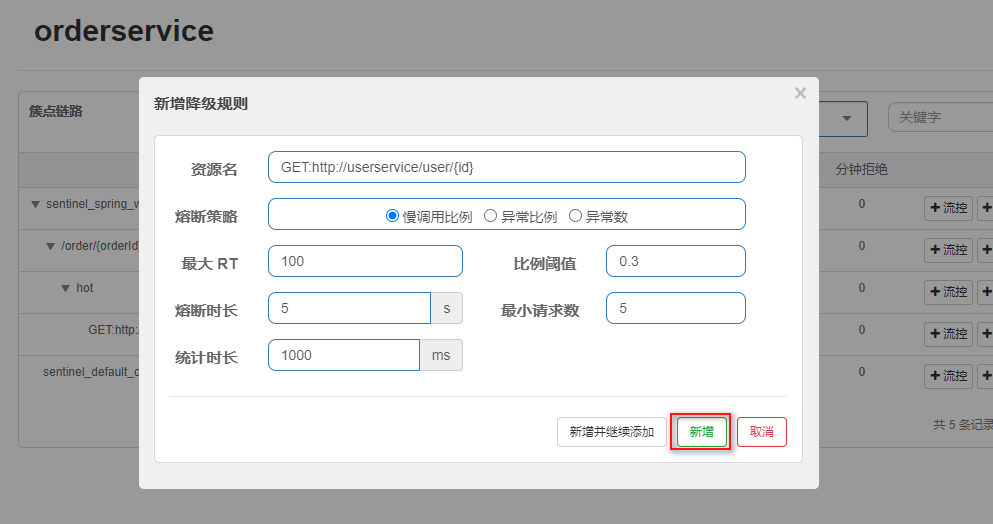 orderservice
簇点链路
关键字
分钟拒绝
新增降级规则 ×
资源名 GET:http://userservice/user/{id}
熔断策略 慢调用比例 异常比例 异常数
最大 RT 100 比例阈值 0.3
熔断时长 5 s 最小请求数 5
统计时长 1000 ms
新增并继续添加 新增 取消
sentinel_spring_w 0 流控
/order/{orderId 0 流控
hot 0 流控
GET:http: 0 流控
sentinel_default_c 0 流控
共 5 条记录